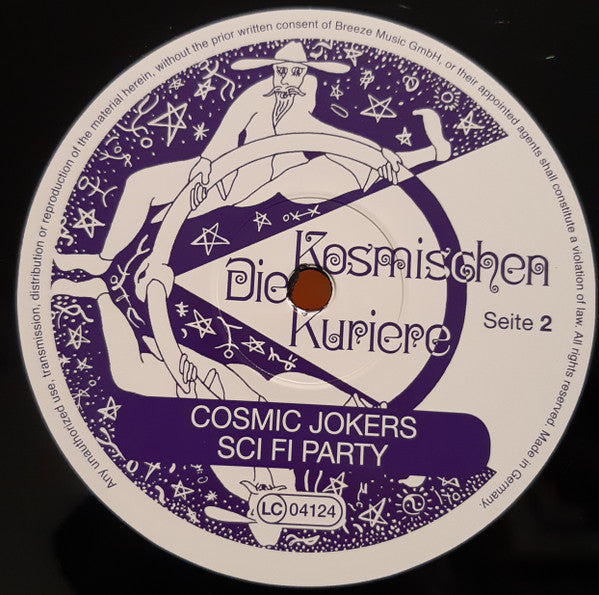 Any unauthorized use, transmission, distribution or reproduction of the material herein, without the prior written consent of Breeze Music GmbH, or their appointed agents shall constitute a violation of law. All rights reserved. Made in Germany.
Die Kosmischen
Kuriere
Seite 2
COSMIC JOKERS
SCI FI PARTY
LC 04124